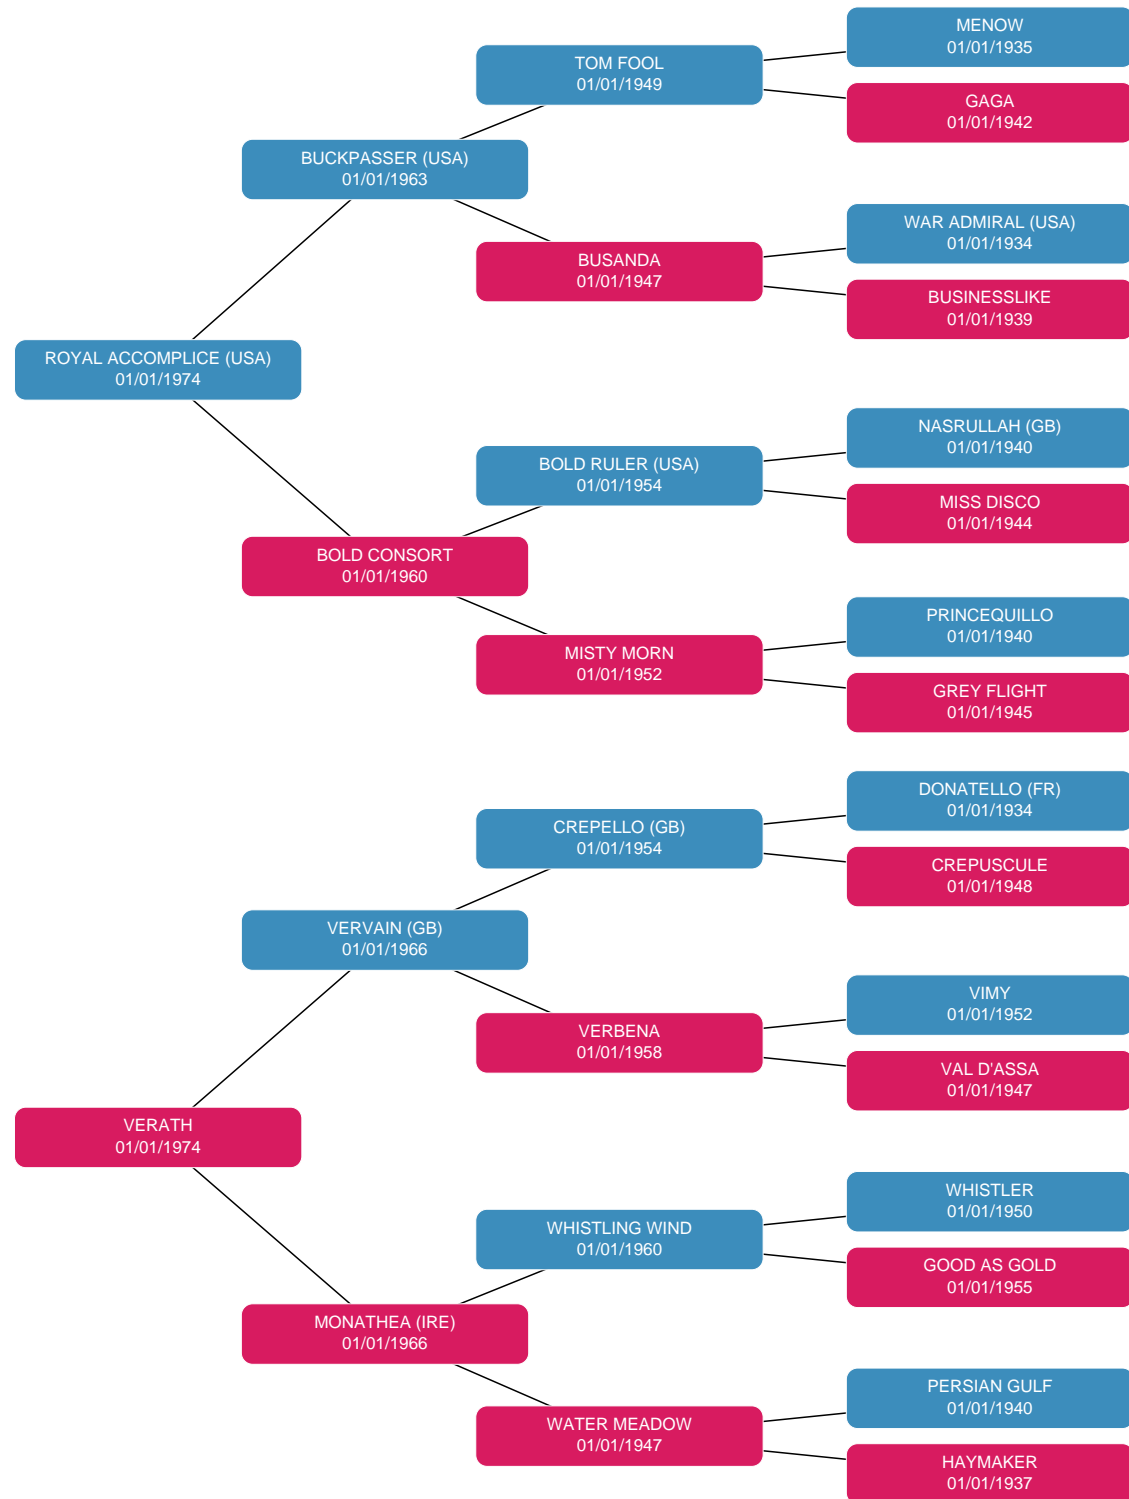 MENOW
01/01/1935
TOM FOOL
01/01/1949
GAGA
01/01/1942
BUCKPASSER (USA)
01/01/1963
WAR ADMIRAL (USA)
01/01/1934
BUSANDA
01/01/1947
BUSINESSLIKE
01/01/1939
ROYAL ACCOMPLICE (USA)
01/01/1974
NASRULLAH (GB)
01/01/1940
BOLD RULER (USA)
01/01/1954
MISS DISCO
01/01/1944
BOLD CONSORT
01/01/1960
PRINCEQUILLO
01/01/1940
MISTY MORN
01/01/1952
GREY FLIGHT
01/01/1945
DONATELLO (FR)
01/01/1934
CREPELLO (GB)
01/01/1954
CREPUSCULE
01/01/1948
VERVAIN (GB)
01/01/1966
VIMY
01/01/1952
VERBENA
01/01/1958
VAL D'ASSA
01/01/1947
VERATH
01/01/1974
WHISTLER
01/01/1950
WHISTLING WIND
01/01/1960
GOOD AS GOLD
01/01/1955
MONATHEA (IRE)
01/01/1966
PERSIAN GULF
01/01/1940
WATER MEADOW
01/01/1947
HAYMAKER
01/01/1937